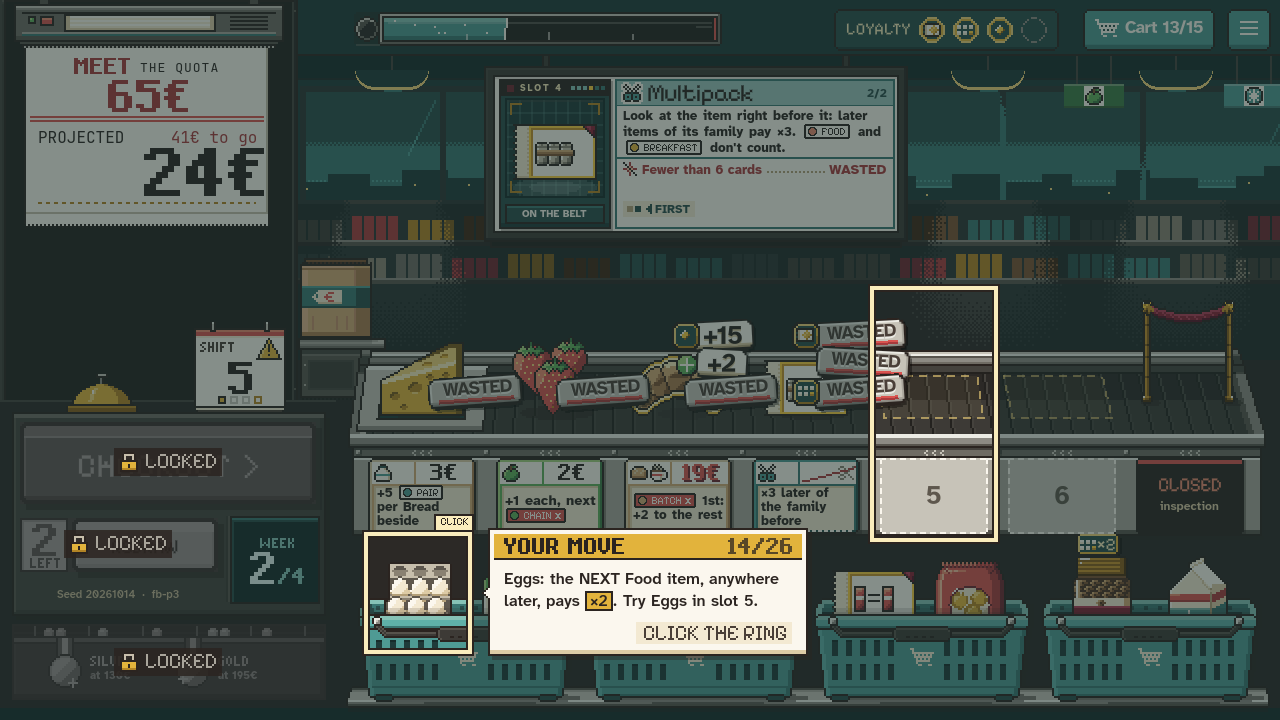 MEET THE QUOTA
65€
PROJECTED 41€ to go
24€
LOYALTY
Cart 13/15
SLOT 4
ON THE BELT
Multipack 2/2
Look at the item right before it: later
items of its family pay ×3. FOOD and
BREAKFAST don't count.
Fewer than 6 cards WASTED
FIRST
SHIFT
5
LOCKED
2
LEFT
LOCKED
WEEK
2/4
Seed 20261014 · fb-p3
LOCKED
at 195€
WASTED
WASTED
+15
+2
WASTED
WASTED
WASTED
WASTED
3€
+5 PAIR
per Bread
beside
2€
+1 each, next
CHAIN x
19€
BATCH x 1st:
+2 to the rest
×3 later of
the family
before
5
6
CLOSED
inspection
CLICK
YOUR MOVE 14/26
Eggs: the NEXT Food item, anywhere
later, pays ×2. Try Eggs in slot 5.
CLICK THE RING
×2